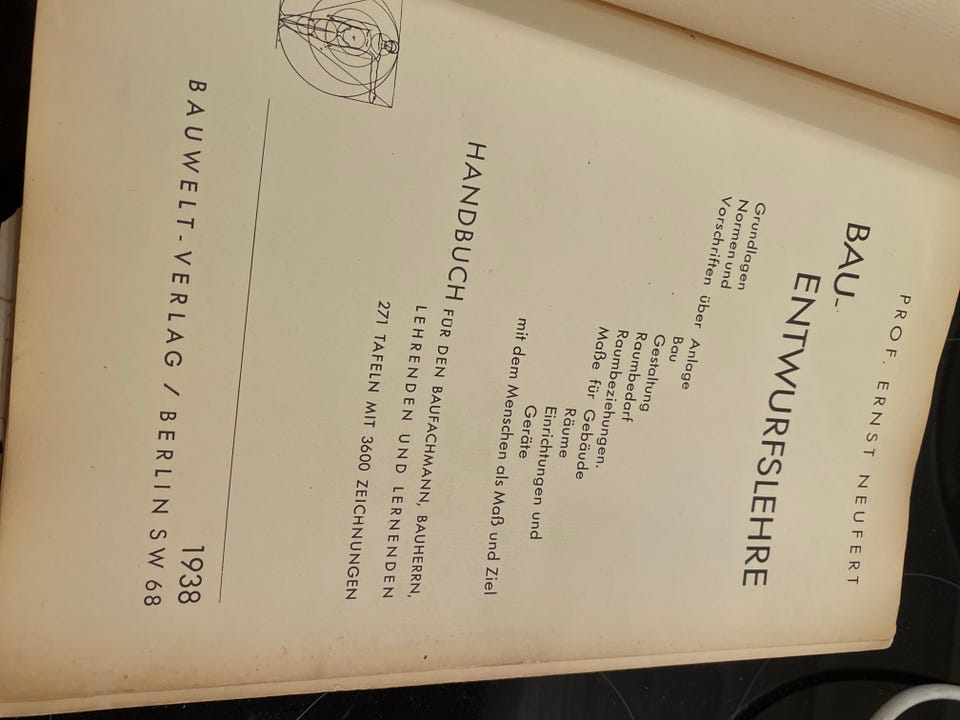 PROF. ERNST NEUFERT
BAU-
ENTWURFSLEHRE
Grundlagen
Normen und
Vorschriften über Anlage
Bau
Gestaltung
Raumbedarf
Raumbeziehungen.
Maße für Gebäude
Räume
Einrichtungen und
Geräte
mit dem Menschen als Maß und Ziel
HANDBUCH FÜR DEN BAUFACHMANN, BAUHERRN,
LEHRENDEN UND LERNENDEN
271 TAFELN MIT 3600 ZEICHNUNGEN
1938
BAUWELT-VERLAG / BERLIN SW 68